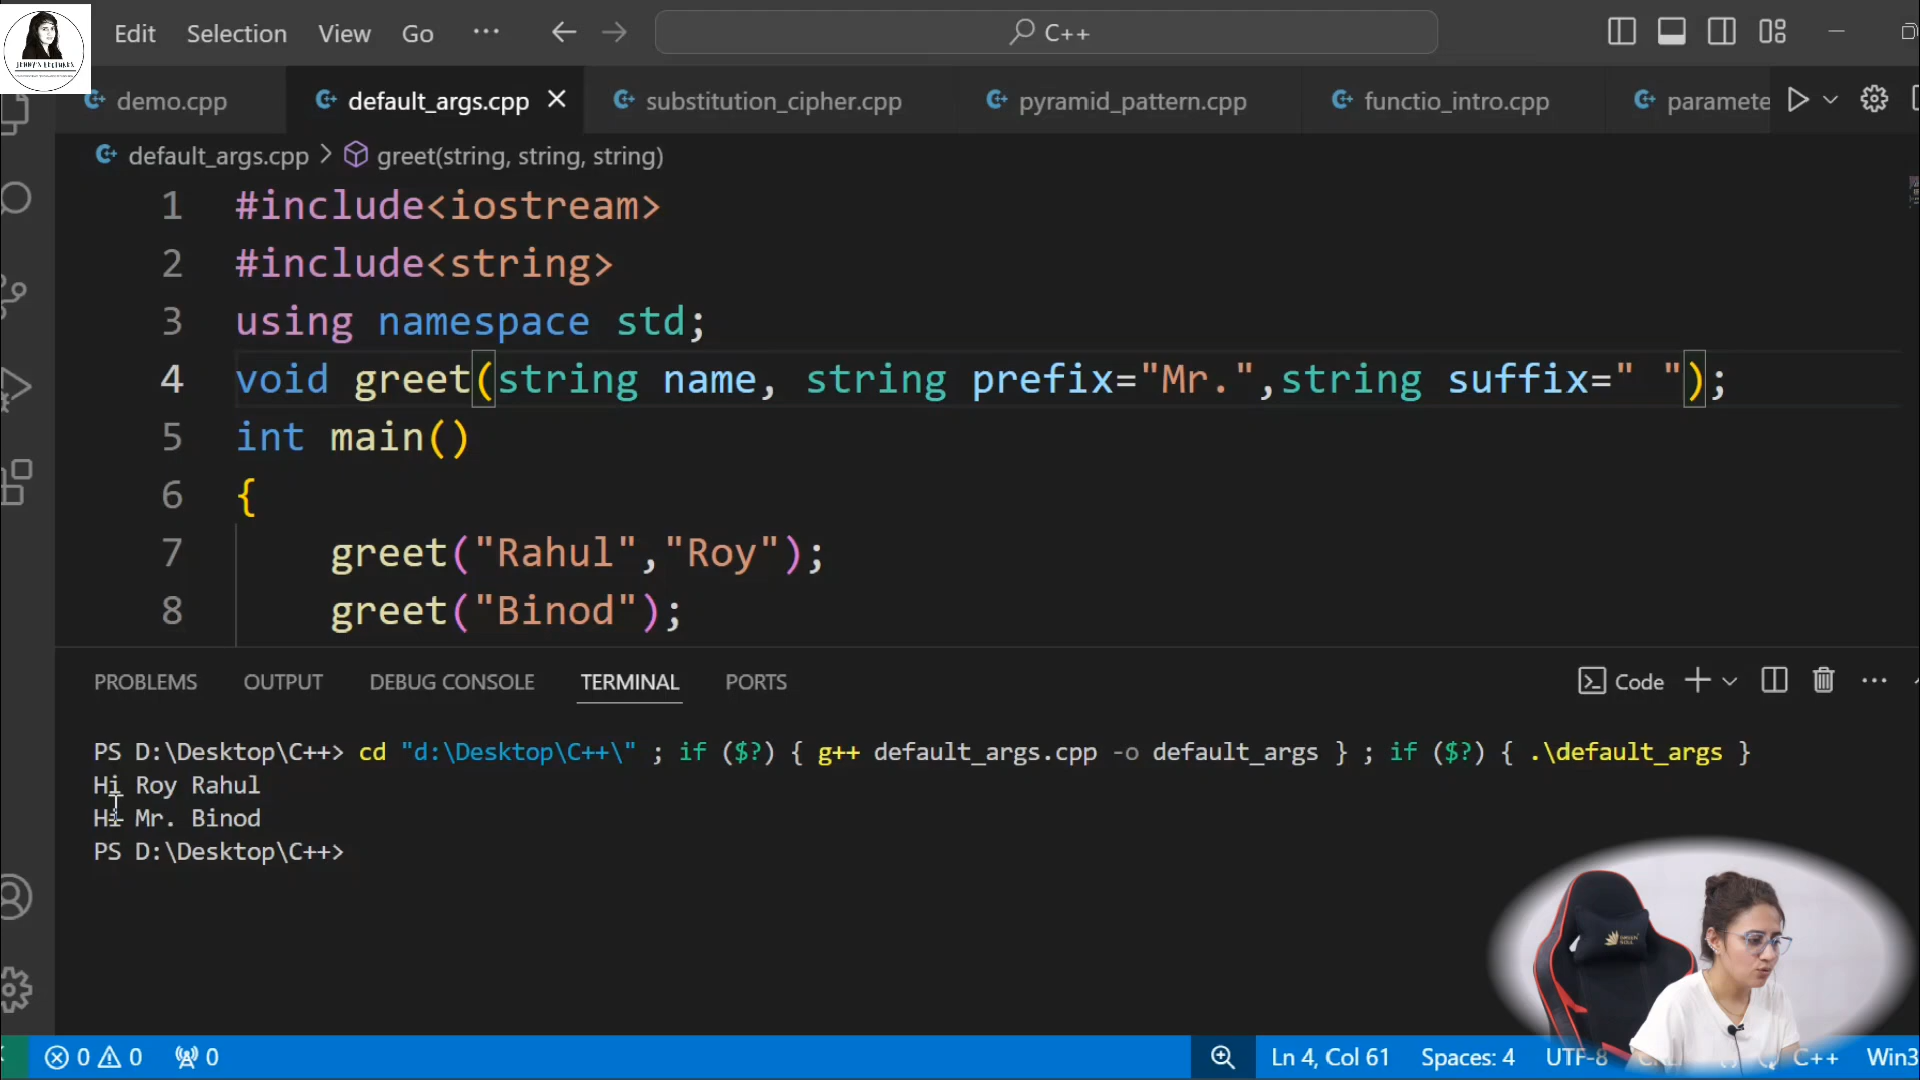 JENNY'S LECTURES
Edit Selection View Go ··· C++
demo.cpp default_args.cpp substitution_cipher.cpp pyramid_pattern.cpp functio_intro.cpp paramete
default_args.cpp > greet(string, string, string)
1 #include<iostream>
2 #include<string>
3 using namespace std;
4 void greet(string name, string prefix="Mr.",string suffix=" ");
5 int main()
6 {
7 greet("Rahul","Roy");
8 greet("Binod");
PROBLEMS OUTPUT DEBUG CONSOLE TERMINAL PORTS Code
PS D:\Desktop\C++> cd "d:\Desktop\C++\" ; if ($?) { g++ default_args.cpp -o default_args } ; if ($?) { .\default_args }
Hi Roy Rahul
Hi Mr. Binod
PS D:\Desktop\C++>
0 0 0 Ln 4, Col 61 Spaces: 4 UTF-8 C++ Win3